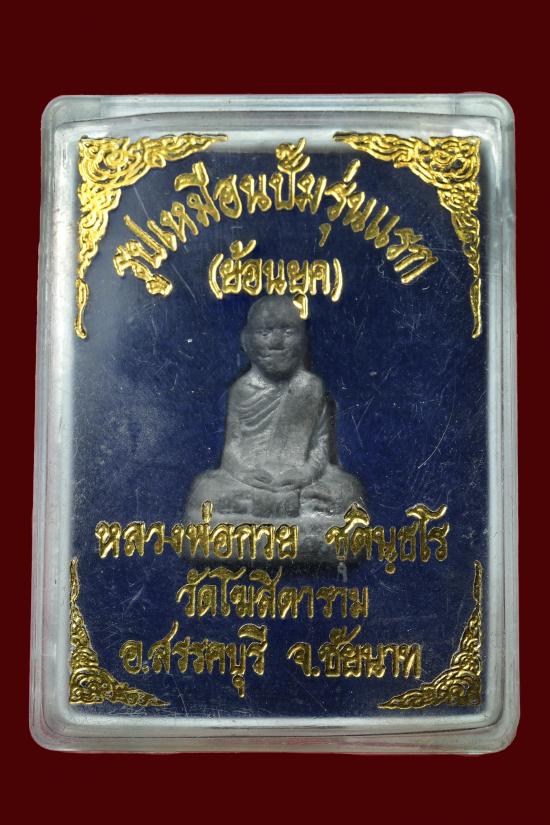 รูปเหมือนปั้มรุ่นแรก
(ย้อนยุค)
หลวงพ่อกวย ชุตินฺธโร
วัดโฆสิตาราม
อ.สรรคบุรี จ.ชัยนาท